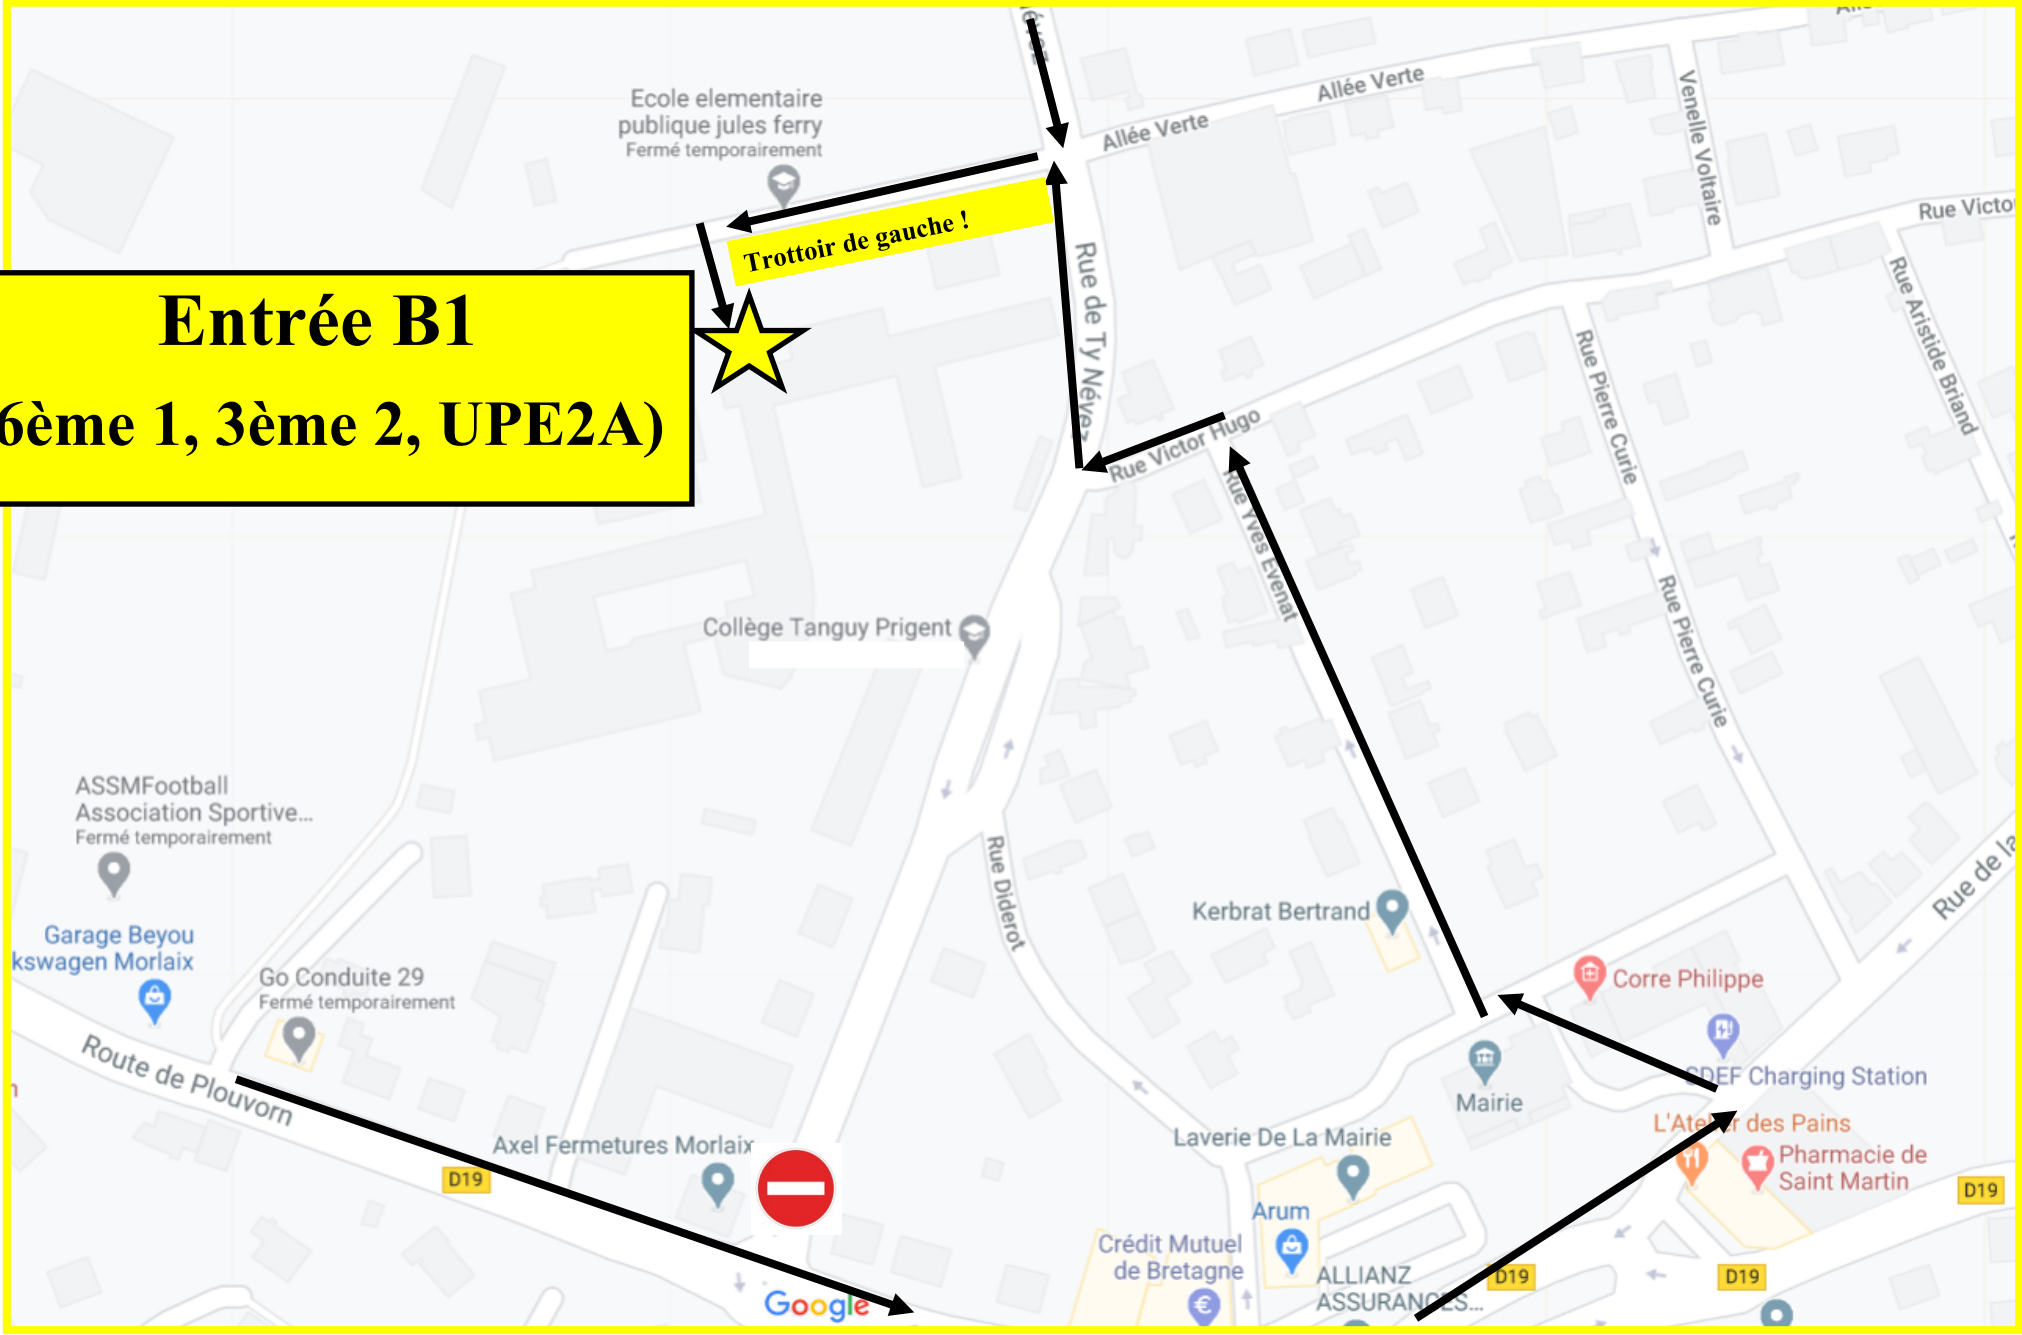 Allée Verte
Allée Verte
Venelle Voltaire
Ecole elementaire
publique jules ferry
Fermé temporairement
Trottoir de gauche !
Rue Victo
Rue de Ty Névez
Rue Aristide Briand
Entrée B1
6ème 1, 3ème 2, UPE2A)
Rue Pierre Curie
Rue Victor Hugo
Rue Yves Evenat
Rue Pierre Curie
Collège Tanguy Prigent
ASSMFootball
Association Sportive...
Fermé temporairement
Rue Diderot
Rue de la
Kerbrat Bertrand
Garage Beyou
kswagen Morlaix
Go Conduite 29
Fermé temporairement
Corre Philippe
Route de Plouvorn
SDEF Charging Station
Mairie
L'Atelier des Pains
Laverie De La Mairie
Axel Fermetures Morlaix
Pharmacie de
Saint Martin
D19
D19
Arum
Crédit Mutuel
de Bretagne
ALLIANZ
ASSURANCES...
D19
D19
Google